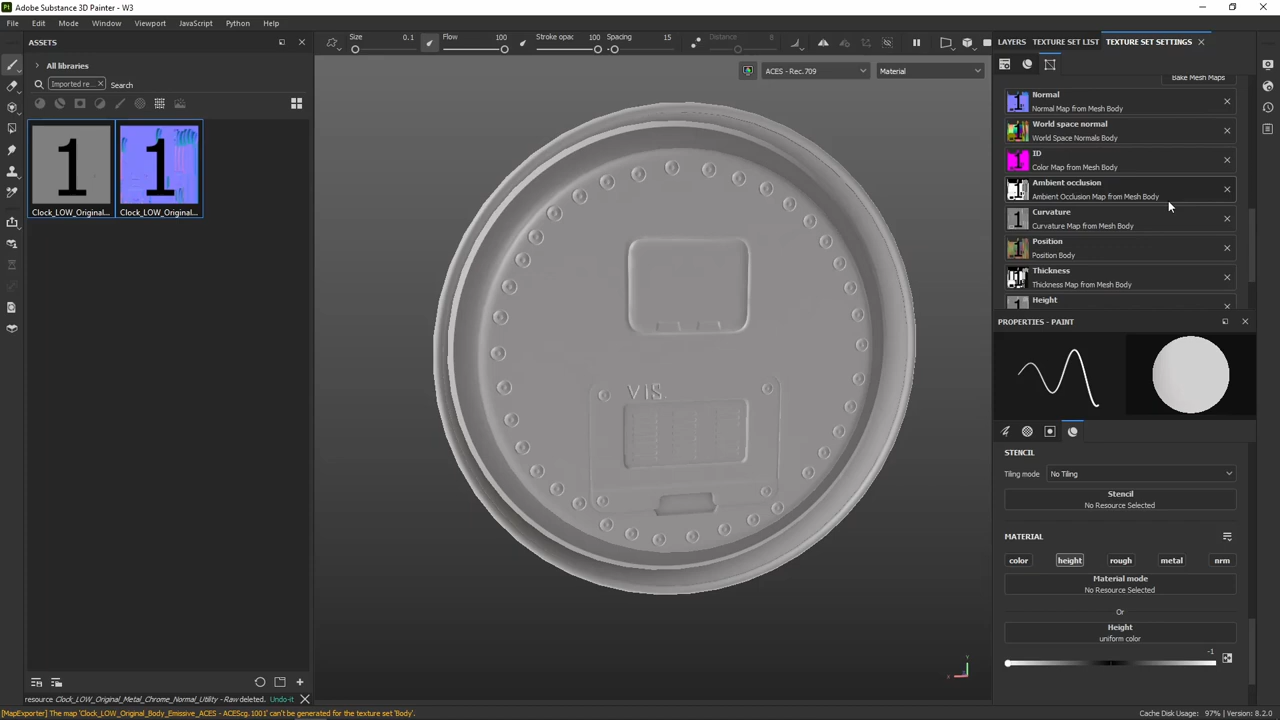 Adobe Substance 3D Painter - W3
File Edit Mode Window Viewport JavaScript Python Help
ASSETS
All libraries
Imported re... Search
1 1
Clock_LOW_Original... Clock_LOW_Original...
Size 0.1 Flow 100 Stroke opac 100 Spacing 15 Distance 8
ACES - Rec.709 Material
VIS.
LAYERS TEXTURE SET LIST TEXTURE SET SETTINGS
Bake Mesh Maps
Normal
Normal Map from Mesh Body
World space normal
World Space Normals Body
ID
Color Map from Mesh Body
Ambient occlusion
Ambient Occlusion Map from Mesh Body
Curvature
Curvature Map from Mesh Body
Position
Position Body
Thickness
Thickness Map from Mesh Body
Height
PROPERTIES - PAINT
STENCIL
Tiling mode No Tiling
Stencil
No Resource Selected
MATERIAL
color height rough metal nrm
Material mode
No Resource Selected
Or
Height
uniform color
-1
resource Clock_LOW_Original_Metal_Chrome_Normal_Utility - Raw deleted. Undo-it
[MapExporter] The map 'Clock_LOW_Original_Body_Emissive_ACES - ACEScg.1001' can't be generated for the texture set 'Body'.
Cache Disk Usage: 97% | Version: 8.2.0